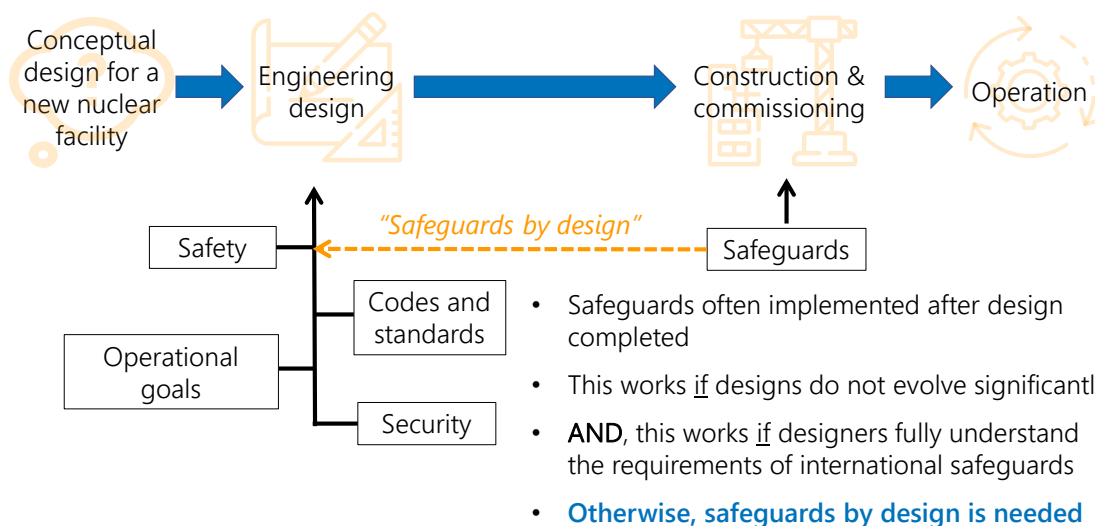 Conceptual
design for a
new nuclear
facility
Engineering
design
Construction &
commissioning
Operation
"Safeguards by design"
Safety
Safeguards
Codes and
standards
Operational
goals
Security
• Safeguards often implemented after design
completed
• This works if designs do not evolve significantl
• AND, this works if designers fully understand
the requirements of international safeguards
• Otherwise, safeguards by design is needed